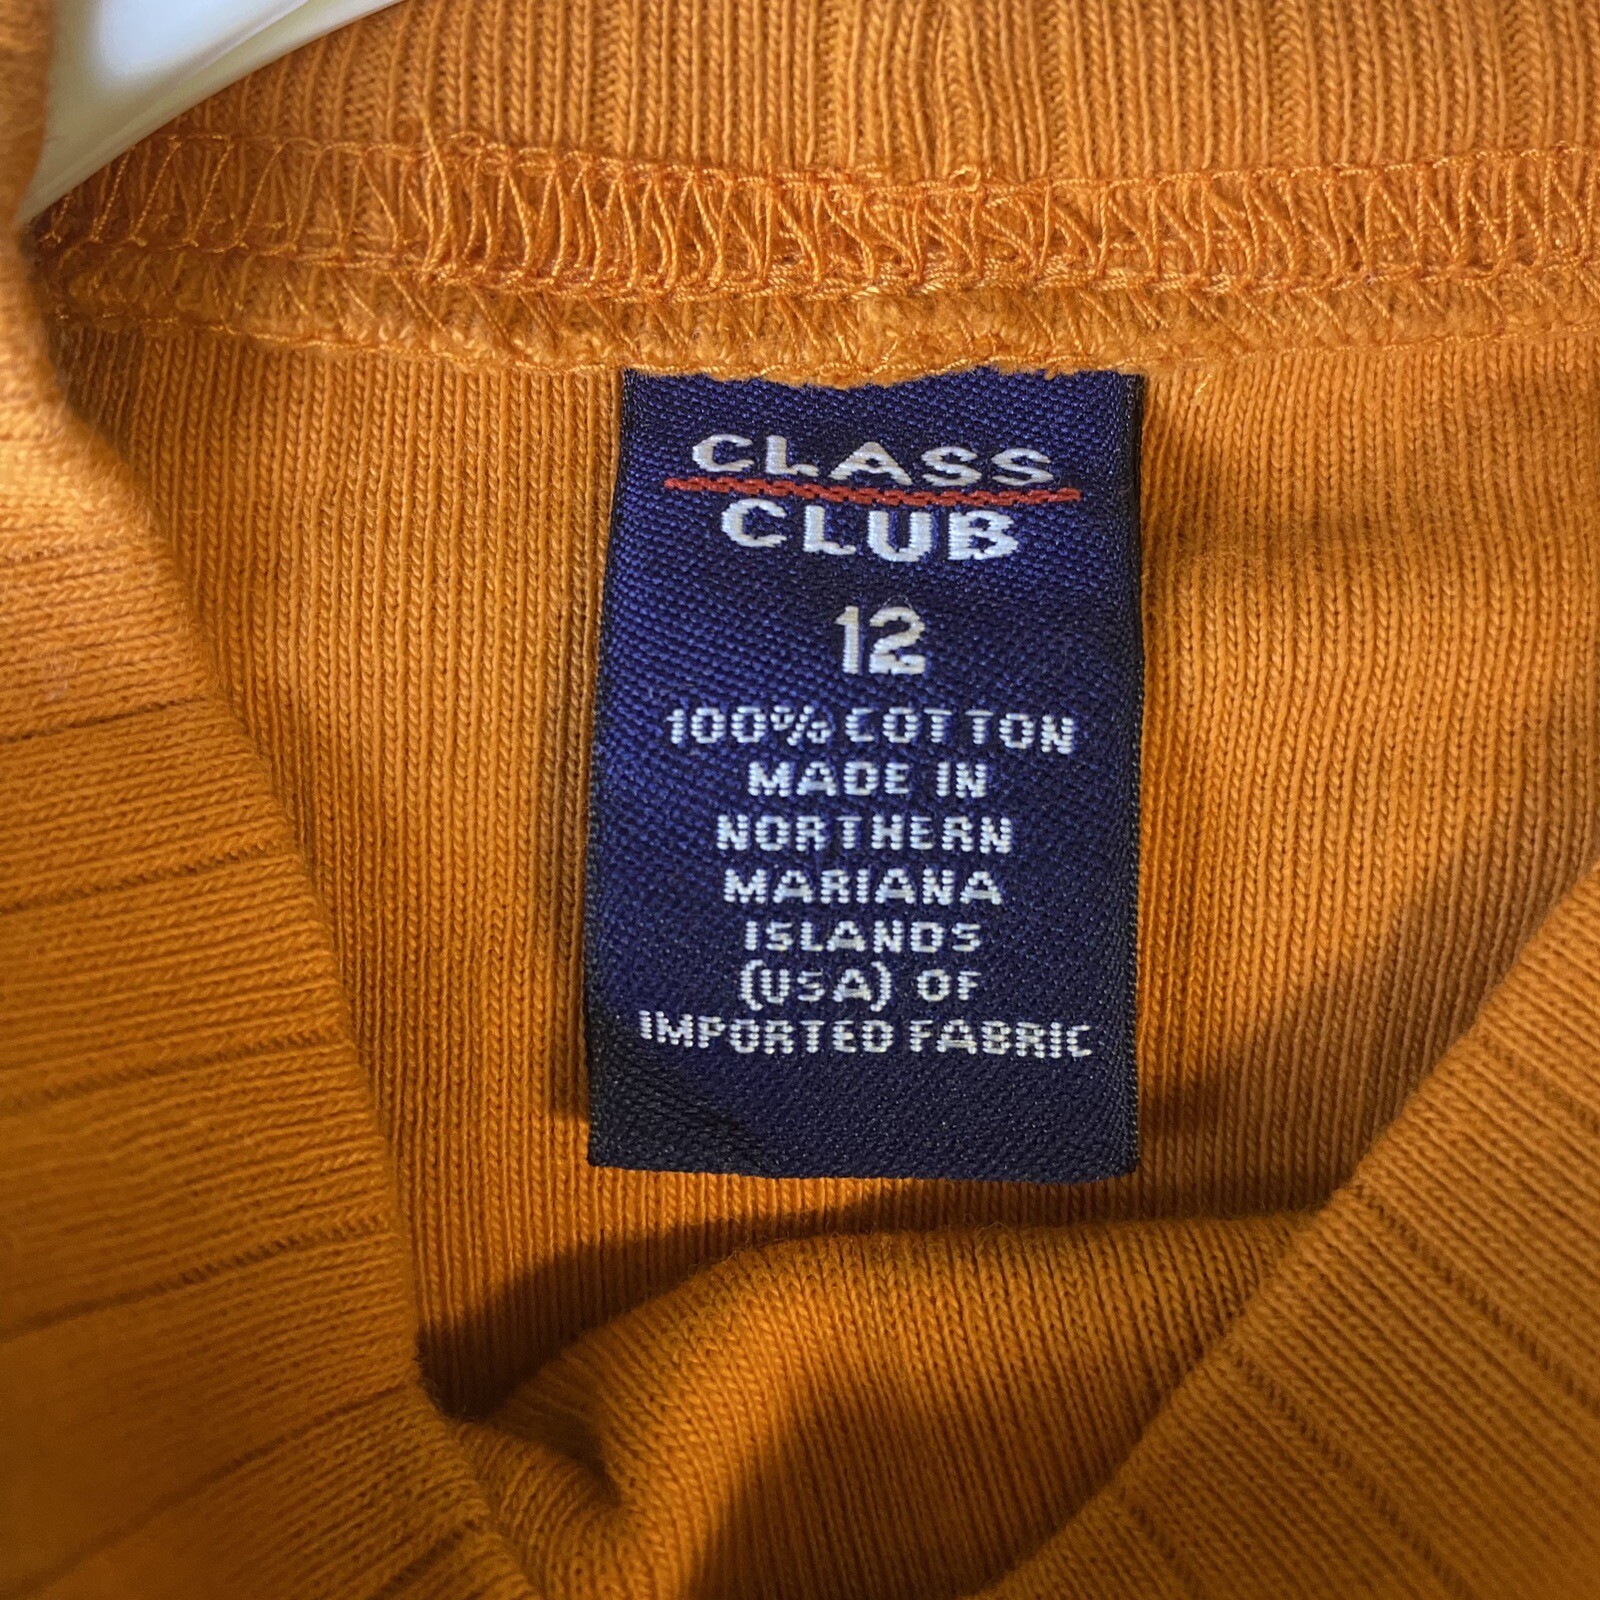 CLASS
CLUB
12
100% COTTON
MADE IN
NORTHERN
MARIANA
ISLANDS
(USA) OF
IMPORTED FABRIC